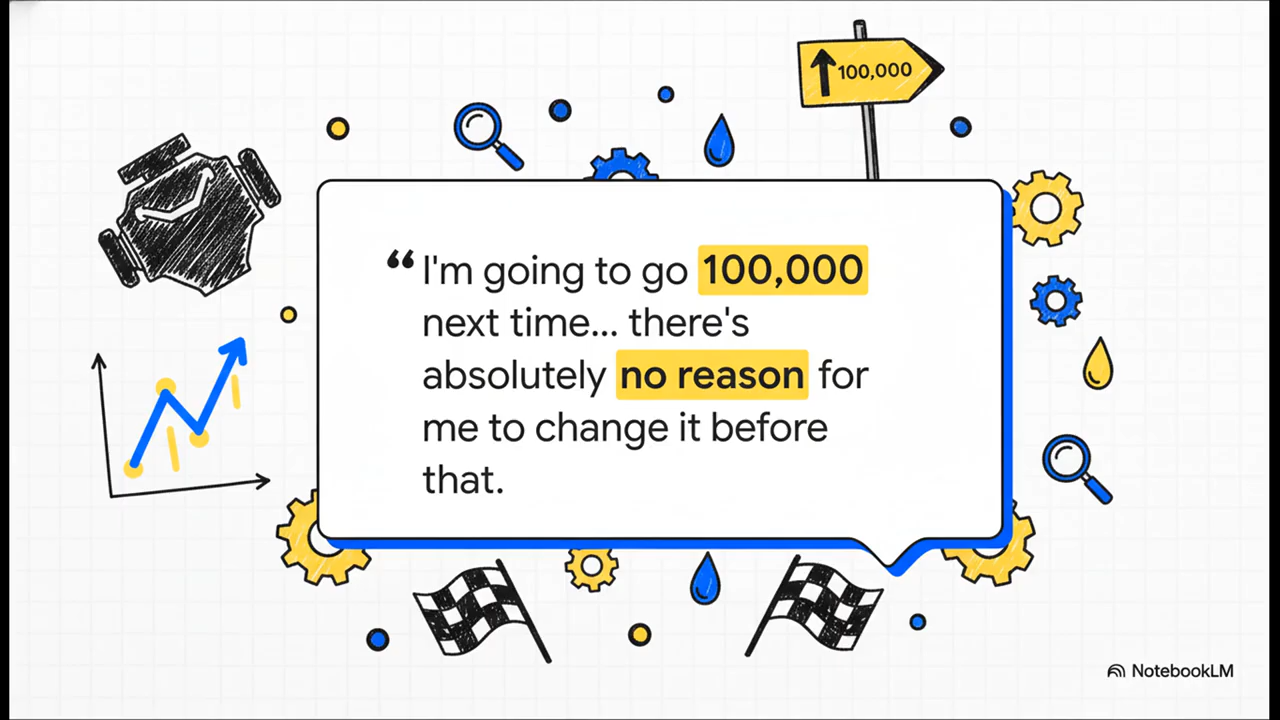 100,000
“I'm going to go 100,000
next time... there's
absolutely no reason for
me to change it before
that.
NotebookLM